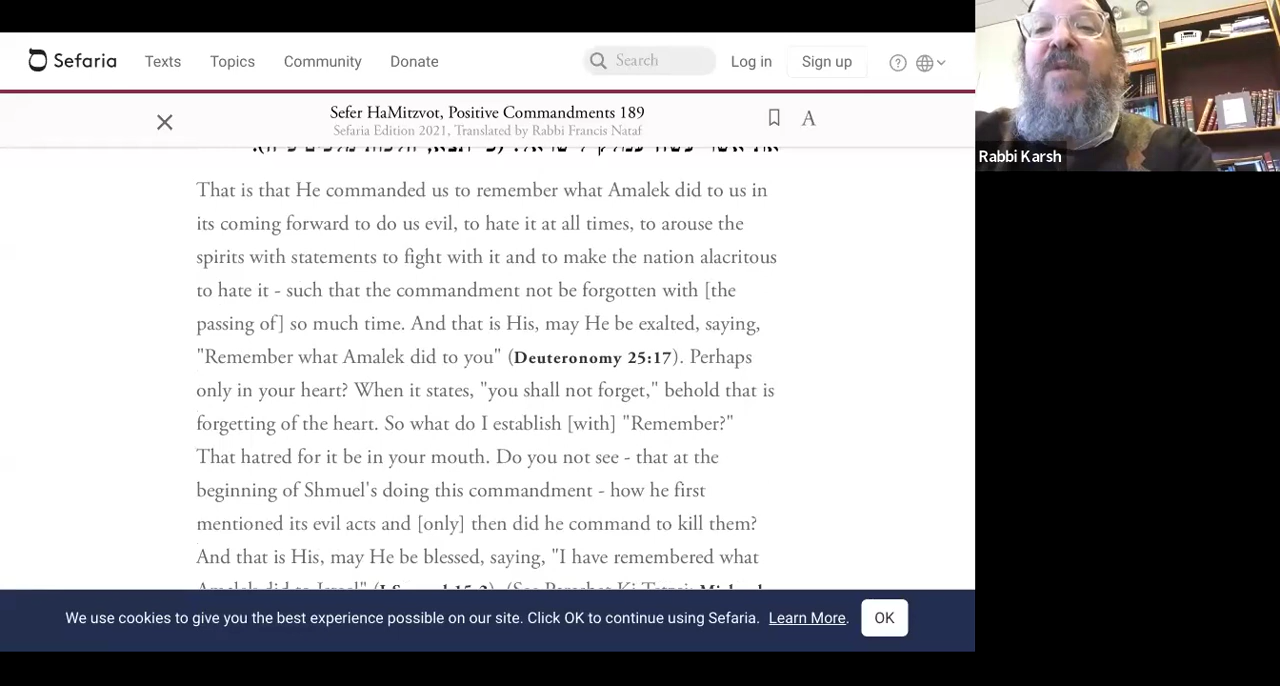 Sefaria Texts Topics Community Donate Search Log in Sign up
Sefer HaMitzvot, Positive Commandments 189
Sefaria Edition 2021, Translated by Rabbi Francis Nataf
A
Rabbi Karsh
That is that He commanded us to remember what Amalek did to us in
its coming forward to do us evil, to hate it at all times, to arouse the
spirits with statements to fight with it and to make the nation alacritous
to hate it - such that the commandment not be forgotten with [the
passing of] so much time. And that is His, may He be exalted, saying,
"Remember what Amalek did to you" (Deuteronomy 25:17). Perhaps
only in your heart? When it states, "you shall not forget," behold that is
forgetting of the heart. So what do I establish [with] "Remember?"
That hatred for it be in your mouth. Do you not see - that at the
beginning of Shmuel's doing this commandment - how he first
mentioned its evil acts and [only] then did he command to kill them?
And that is His, may He be blessed, saying, "I have remembered what
We use cookies to give you the best experience possible on our site. Click OK to continue using Sefaria. Learn More. OK